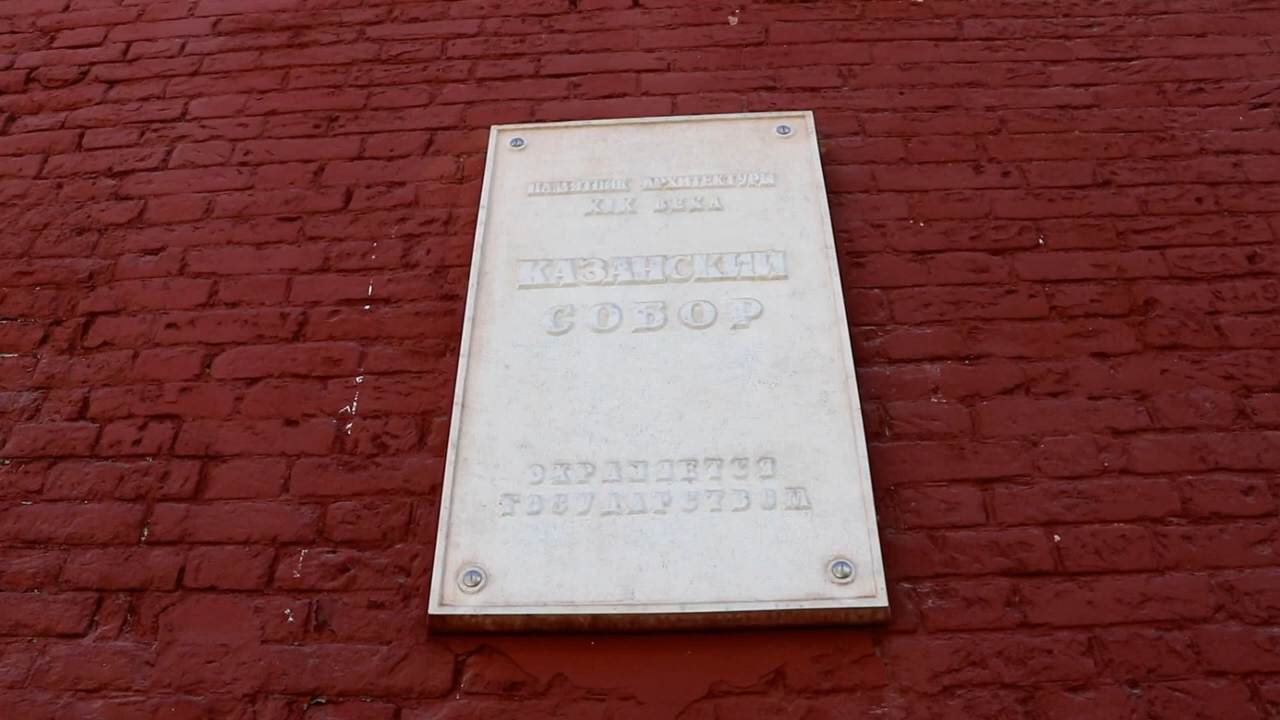 ПАМЯТНИК АРХИТЕКТУРЫ
XIX ВЕКА
КАЗАНСКИЙ
СОБОР
ОХРАНЯЕТСЯ
ГОСУДАРСТВОМ